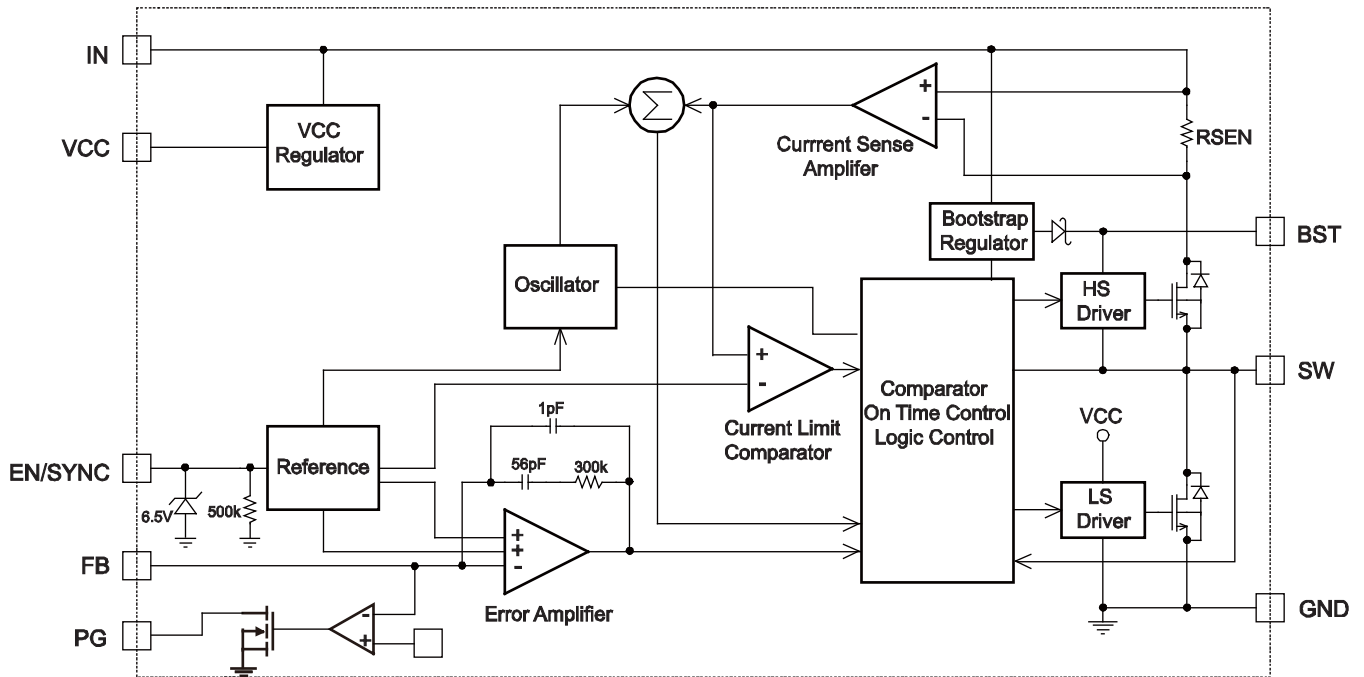 IN
VCC
Regulator
VCC
Σ
+
-
Currrent Sense
Amplifer
RSEN
Bootstrap
Regulator
BST
Oscillator
HS
Driver
+
-
Current Limit
Comparator
Comparator
On Time Control
Logic Control
SW
VCC
1pF
56pF
300k
EN/SYNC
Reference
6.5V
500k
LS
Driver
+
+
-
Error Amplifier
FB
PG
-
+
GND